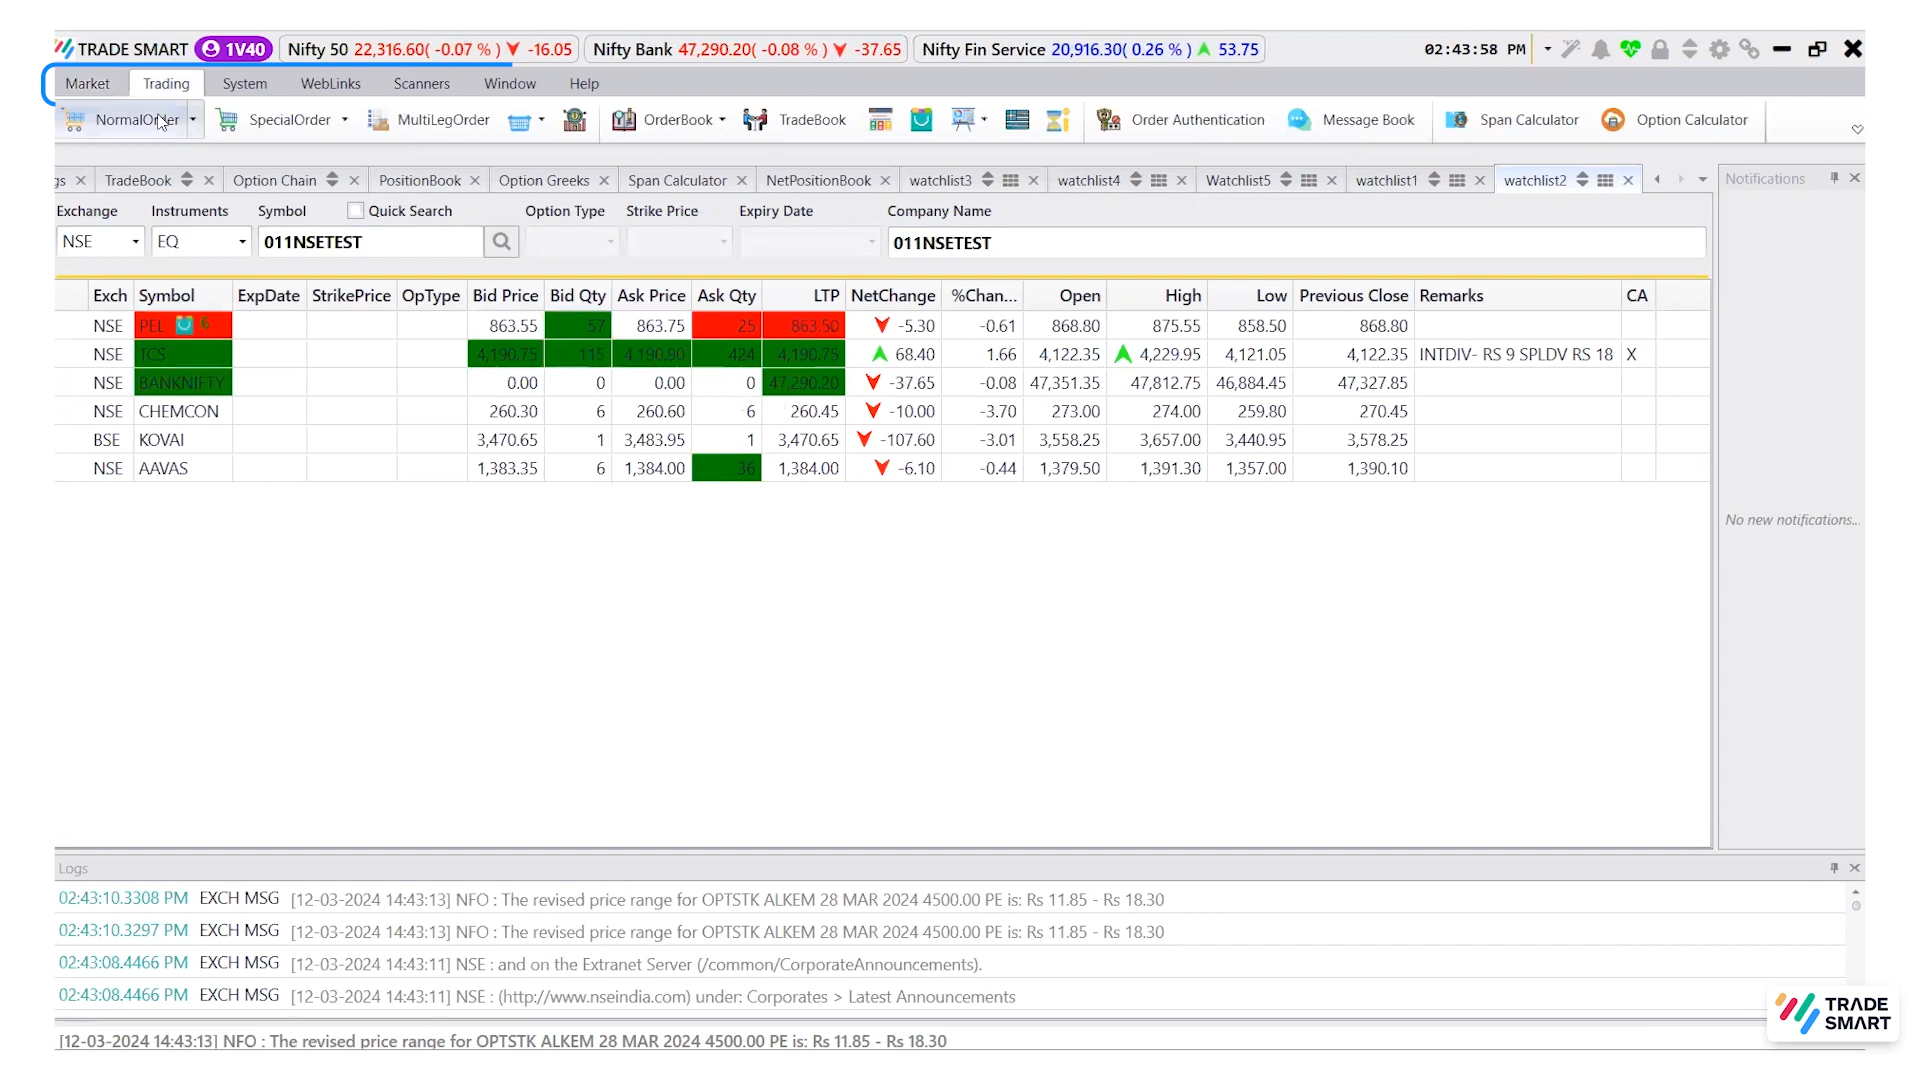 TRADE SMART 1V40 Nifty 50 22,316.60( -0.07 % ) -16.05 Nifty Bank 47,290.20( -0.08 % ) -37.65 Nifty Fin Service 20,916.30( 0.26 % ) 53.75 02:43:58 PM
Market Trading System WebLinks Scanners Window Help
NormalOrder SpecialOrder MultiLegOrder OrderBook TradeBook Order Authentication Message Book Span Calculator Option Calculator
gs TradeBook Option Chain PositionBook Option Greeks Span Calculator NetPositionBook watchlist3 watchlist4 Watchlist5 watchlist1 watchlist2 Notifications
Exchange Instruments Symbol Quick Search Option Type Strike Price Expiry Date Company Name
NSE EQ 011NSETEST 011NSETEST
Exch Symbol ExpDate StrikePrice OpType Bid Price Bid Qty Ask Price Ask Qty LTP NetChange %Chan... Open High Low Previous Close Remarks CA
NSE PEL 6 863.55 57 863.75 25 863.50 -5.30 -0.61 868.80 875.55 858.50 868.80
NSE TCS 4,190.75 115 4,190.90 424 4,190.75 68.40 1.66 4,122.35 4,229.95 4,121.05 4,122.35 INTDIV- RS 9 SPLDV RS 18 X
NSE BANKNIFTY 0.00 0 0.00 0 47,290.20 -37.65 -0.08 47,351.35 47,812.75 46,884.45 47,327.85
NSE CHEMCON 260.30 6 260.60 6 260.45 -10.00 -3.70 273.00 274.00 259.80 270.45
BSE KOVAI 3,470.65 1 3,483.95 1 3,470.65 -107.60 -3.01 3,558.25 3,657.00 3,440.95 3,578.25
NSE AAVAS 1,383.35 6 1,384.00 36 1,384.00 -6.10 -0.44 1,379.50 1,391.30 1,357.00 1,390.10
No new notifications...
Logs
02:43:10.3308 PM EXCH MSG [12-03-2024 14:43:13] NFO : The revised price range for OPTSTK ALKEM 28 MAR 2024 4500.00 PE is: Rs 11.85 - Rs 18.30
02:43:10.3297 PM EXCH MSG [12-03-2024 14:43:13] NFO : The revised price range for OPTSTK ALKEM 28 MAR 2024 4500.00 PE is: Rs 11.85 - Rs 18.30
02:43:08.4466 PM EXCH MSG [12-03-2024 14:43:11] NSE : and on the Extranet Server (/common/CorporateAnnouncements).
02:43:08.4466 PM EXCH MSG [12-03-2024 14:43:11] NSE : (http://www.nseindia.com) under: Corporates > Latest Announcements
[12-03-2024 14:43:13] NFO : The revised price range for OPTSTK ALKEM 28 MAR 2024 4500.00 PE is: Rs 11.85 - Rs 18.30
TRADE
SMART